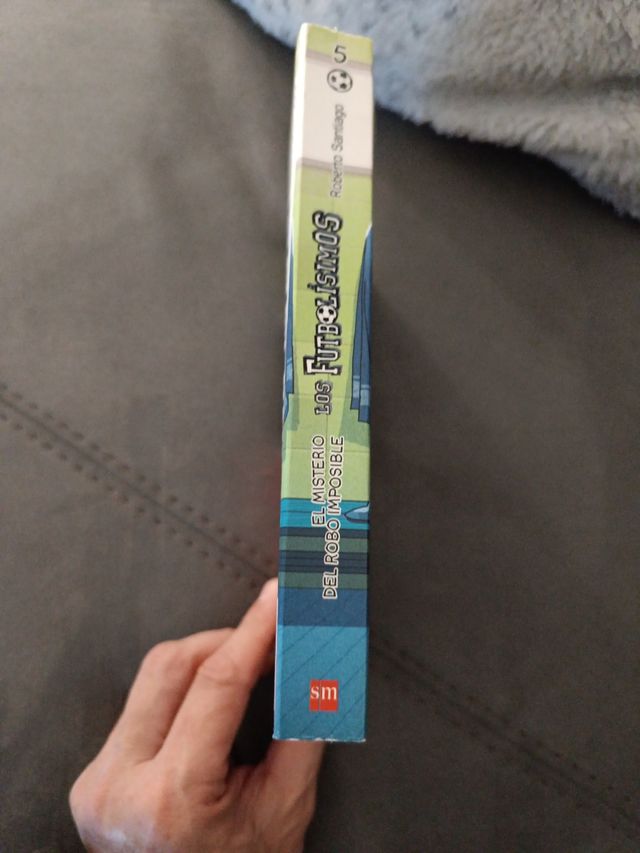 5
Roberto Santiago
LOS FUTBOLÍSIMOS
EL MISTERIO
DEL ROBO IMPOSIBLE
sm